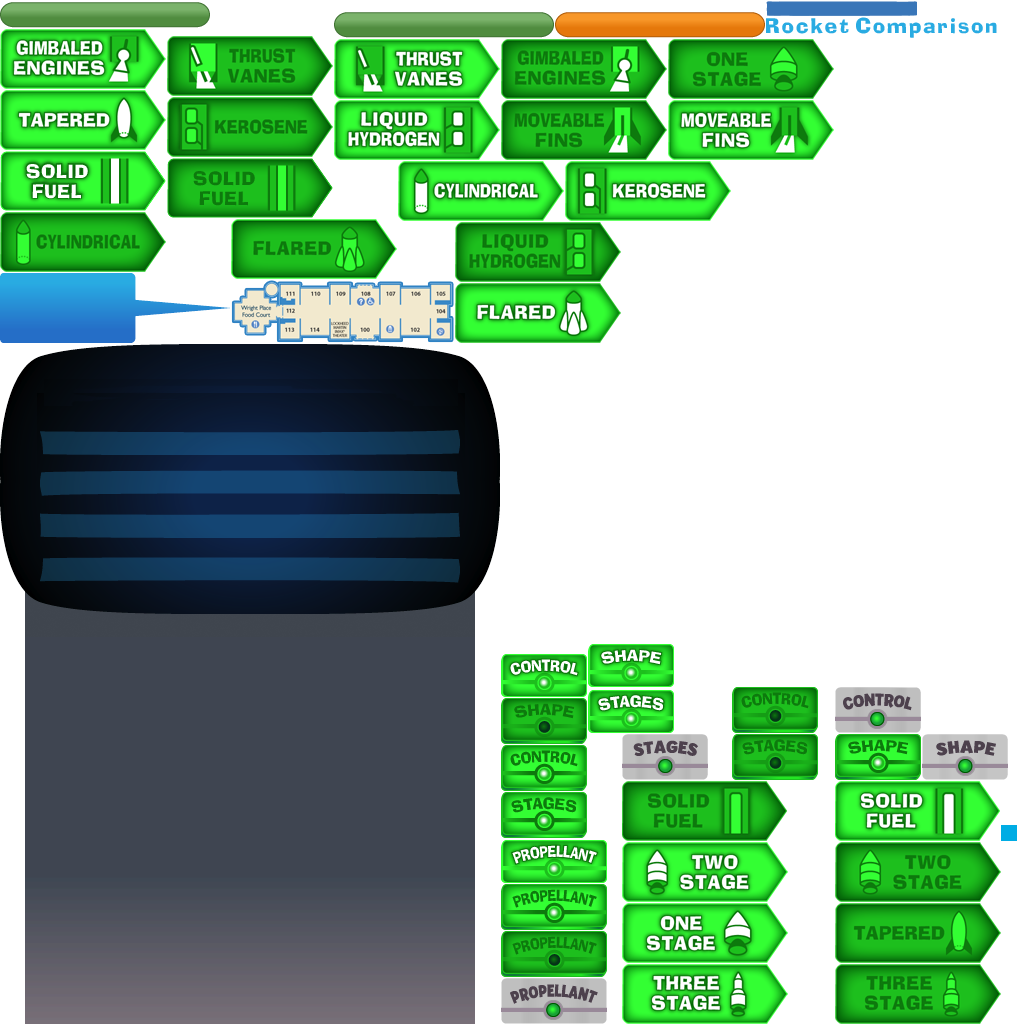 Rocket Comparison
GIMBALED
ENGINES
THRUST
VANES
THRUST
VANES
GIMBALED
ENGINES
ONE
STAGE
TAPERED
KEROSENE
LIQUID
HYDROGEN
MOVEABLE
FINS
MOVEABLE
FINS
SOLID
FUEL
SOLID
FUEL
CYLINDRICAL
KEROSENE
CYLINDRICAL
FLARED
LIQUID
HYDROGEN
111
110
109
108
107
106
105
Wright Place
Food Court
112
104
113
114
LOCKHEED
MARTIN
IMAX
THEATER
100
102
FLARED
CONTROL
SHAPE
SHAPE
STAGES
CONTROL
CONTROL
CONTROL
STAGES
STAGES
SHAPE
SHAPE
STAGES
SOLID
FUEL
SOLID
FUEL
PROPELLANT
TWO
STAGE
TWO
STAGE
PROPELLANT
ONE
STAGE
TAPERED
PROPELLANT
THREE
STAGE
THREE
STAGE
PROPELLANT